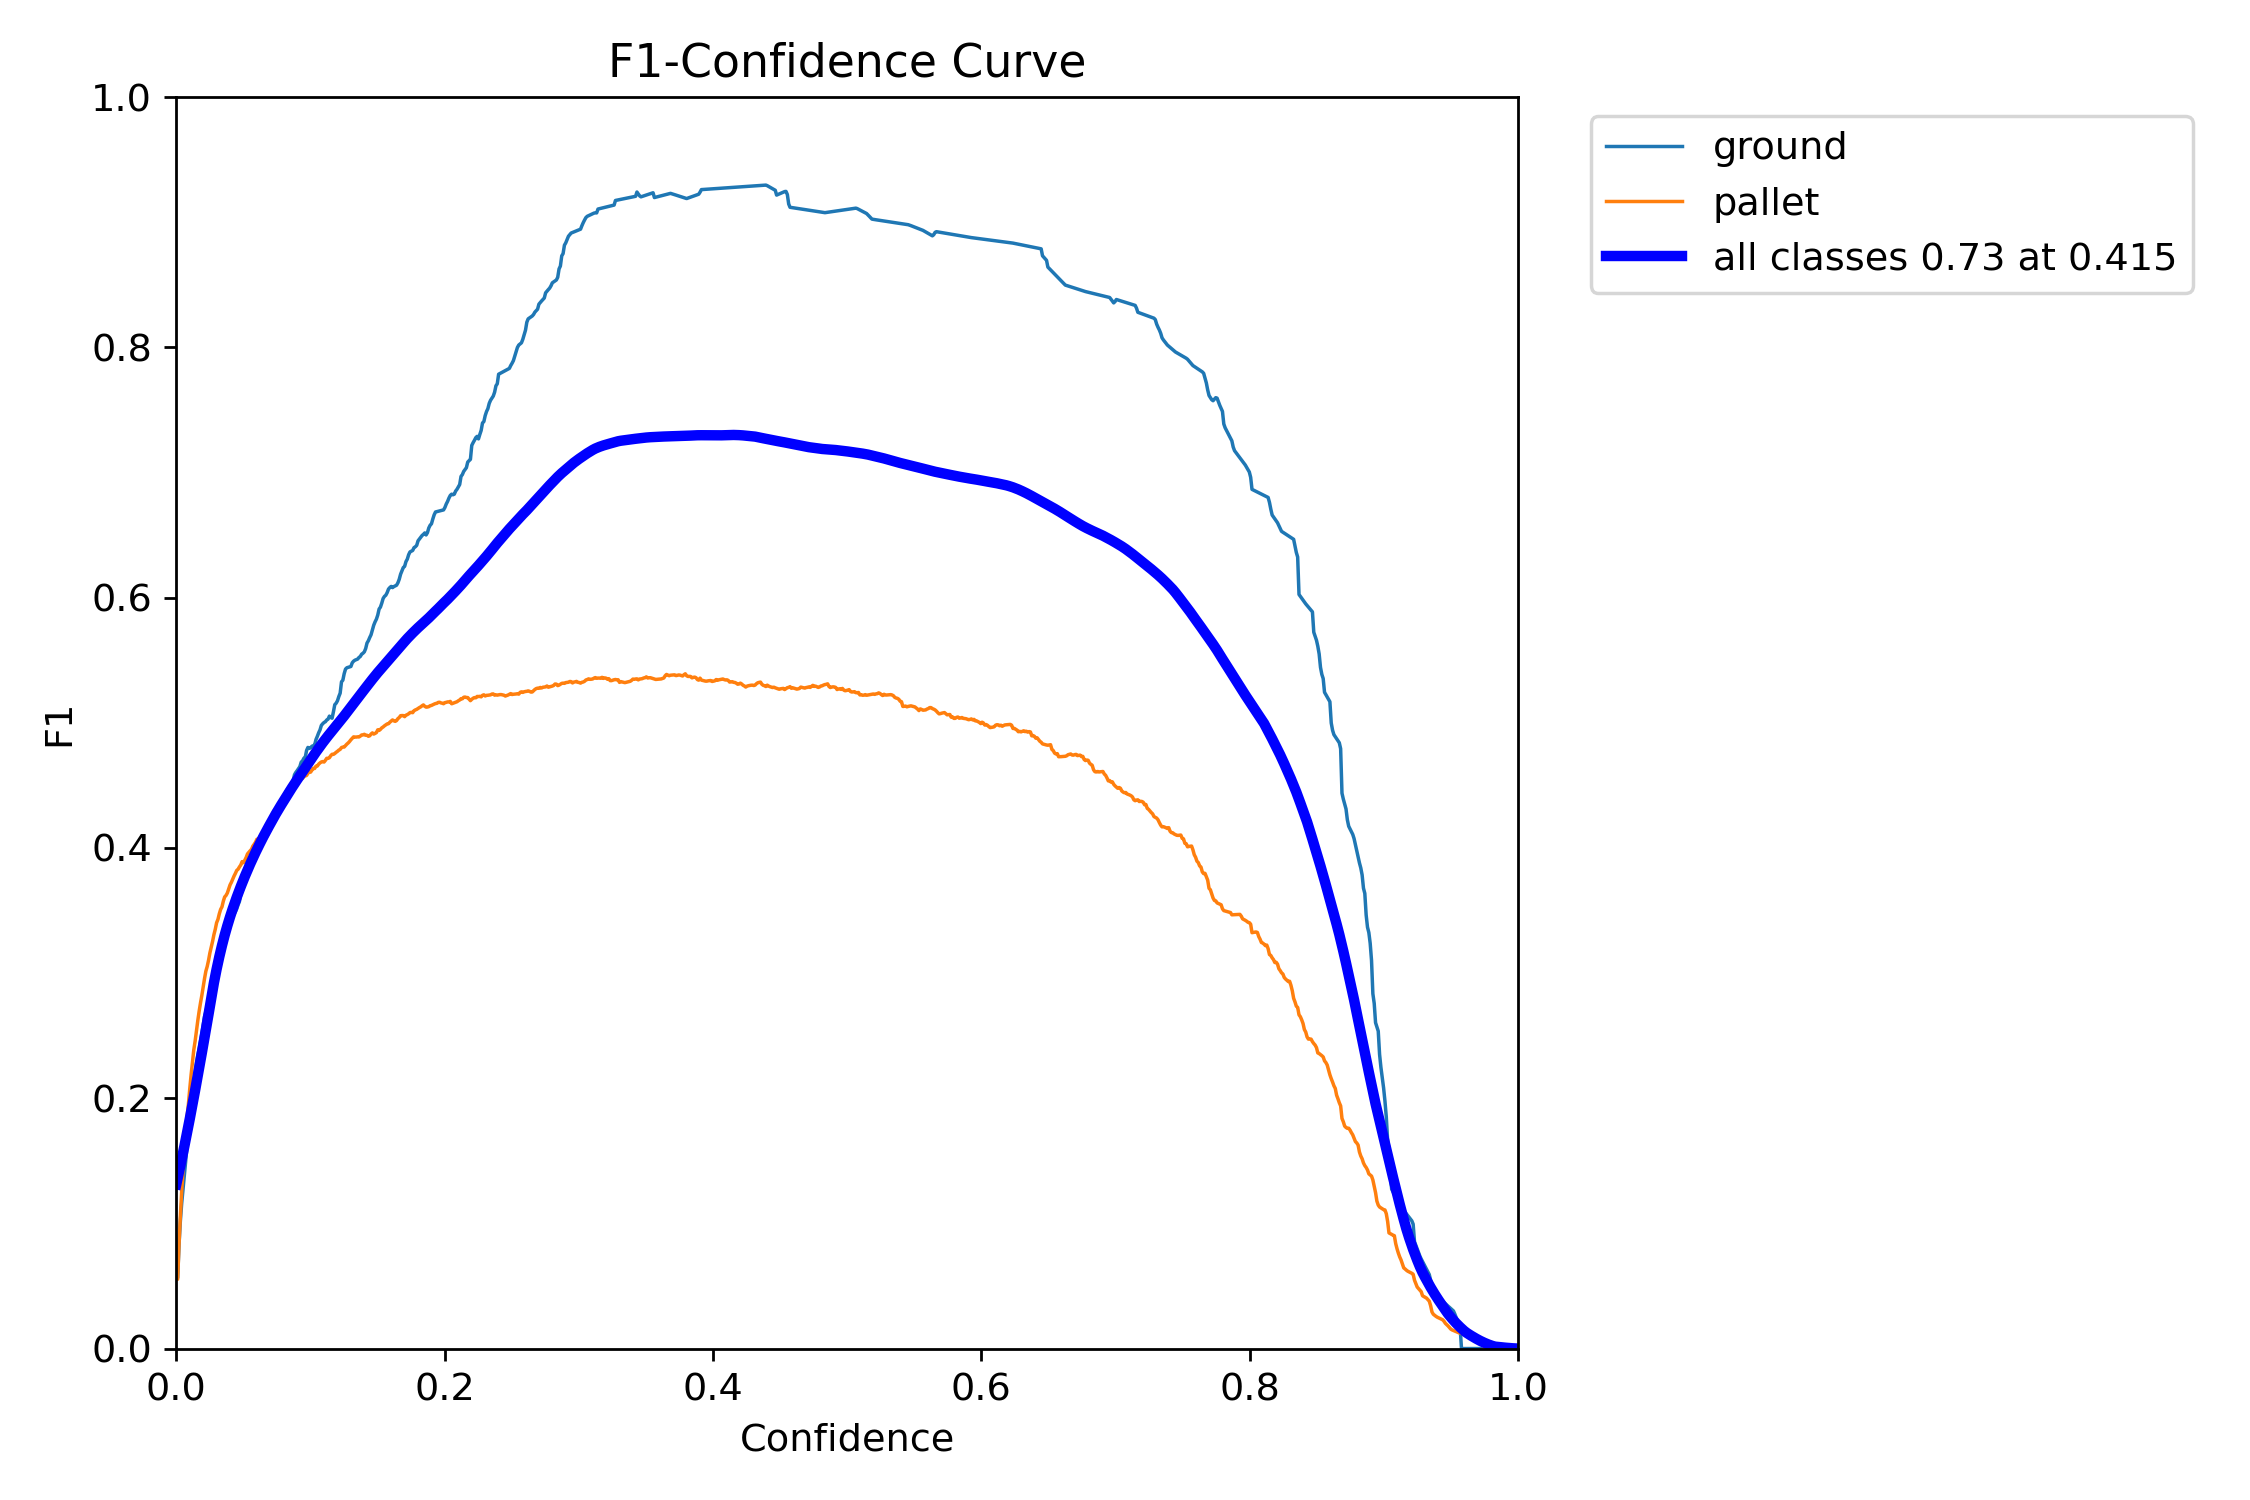 F1-Confidence Curve
1.0
0.8
0.6
0.4
0.2
0.0
F1
0.0 0.2 0.4 0.6 0.8 1.0
Confidence
ground
pallet
all classes 0.73 at 0.415